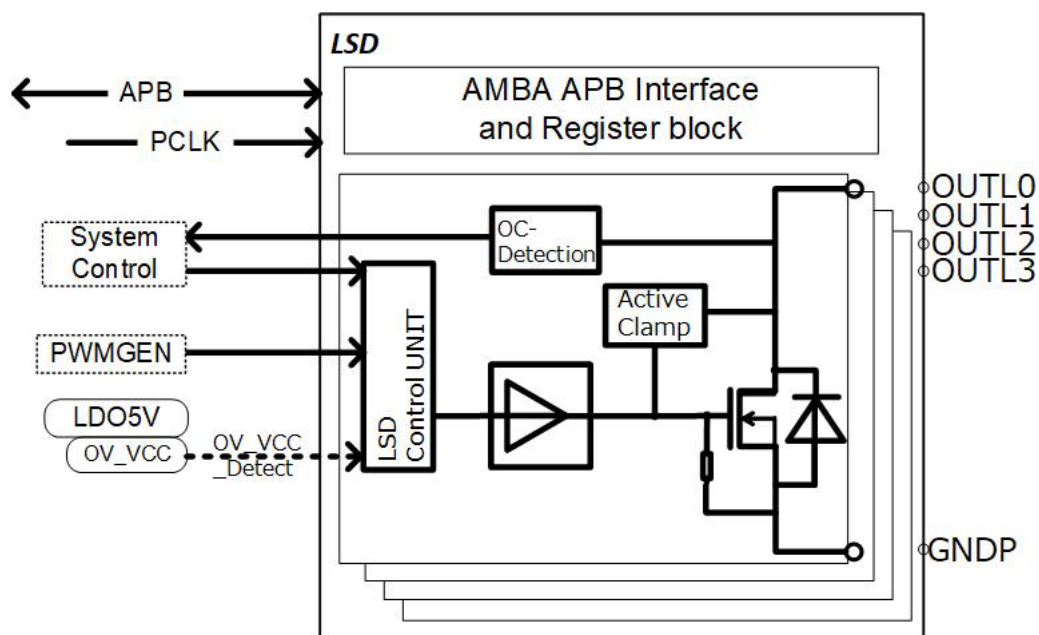 LSD
AMBA APB Interface
and Register block
APB
PCLK
System
Control
PWMGEN
LDO5V
OV_VCC
OV_VCC
_Detect
LSD
Control UNIT
OC-
Detection
Active
Clamp
OUTL0
OUTL1
OUTL2
OUTL3
GNDP